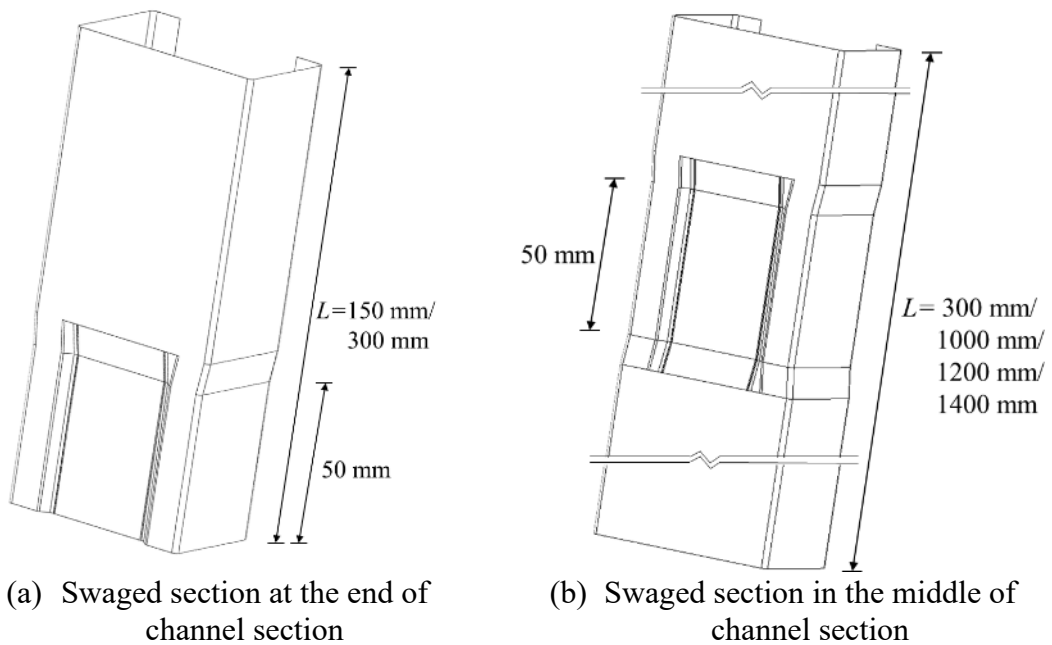 L=150 mm/
300 mm
50 mm
(a) Swaged section at the end of
channel section
50 mm
L= 300 mm/
1000 mm/
1200 mm/
1400 mm
(b) Swaged section in the middle of
channel section